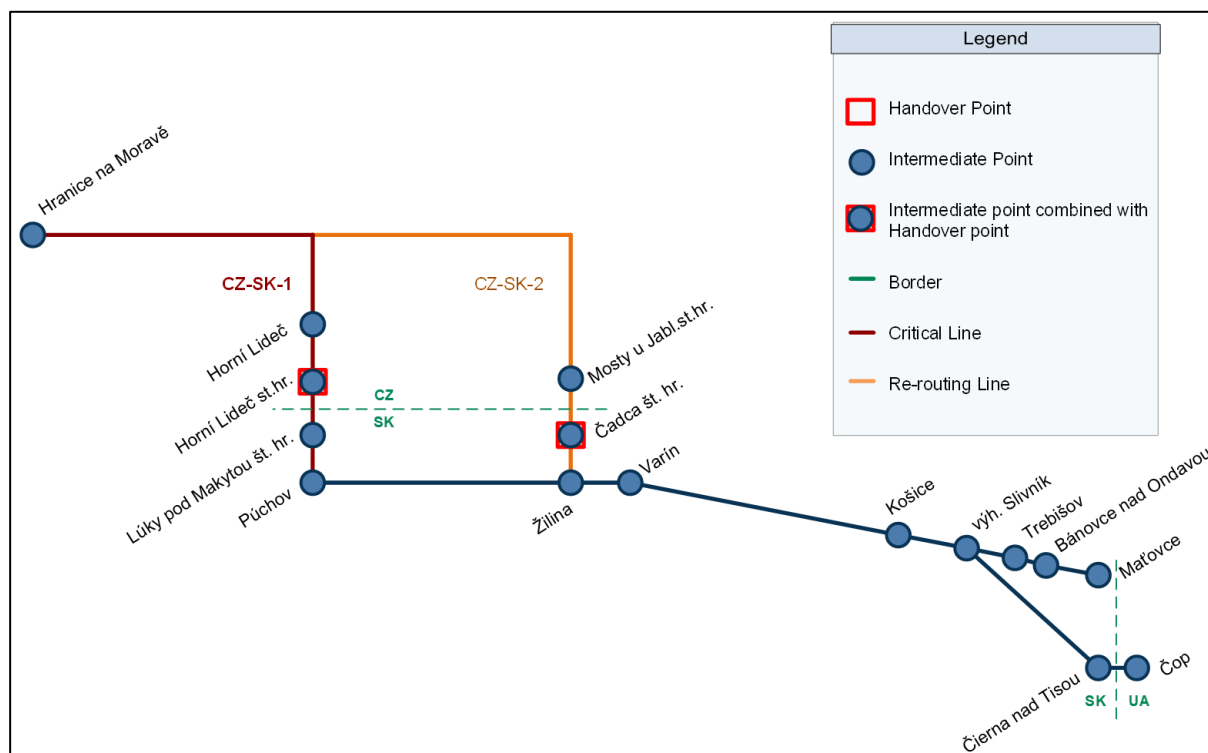 Legend
Handover Point
Intermediate Point
Intermediate point combined with
Handover point
Border
Critical Line
Re-routing Line
Hranice na Moravě
CZ-SK-1
CZ-SK-2
Horní Lideč
Mosty u Jabl.st.hr.
Horní Lideč st.hr.
CZ
SK
Čadca št. hr.
Lúky pod Makytou št. hr.
Púchov
Žilina
Varín
Košice
výh. Slivník
Trebišov
Bánovce nad Ondavou
Maťovce
Čierna nad Tisou
Čop
SK
UA